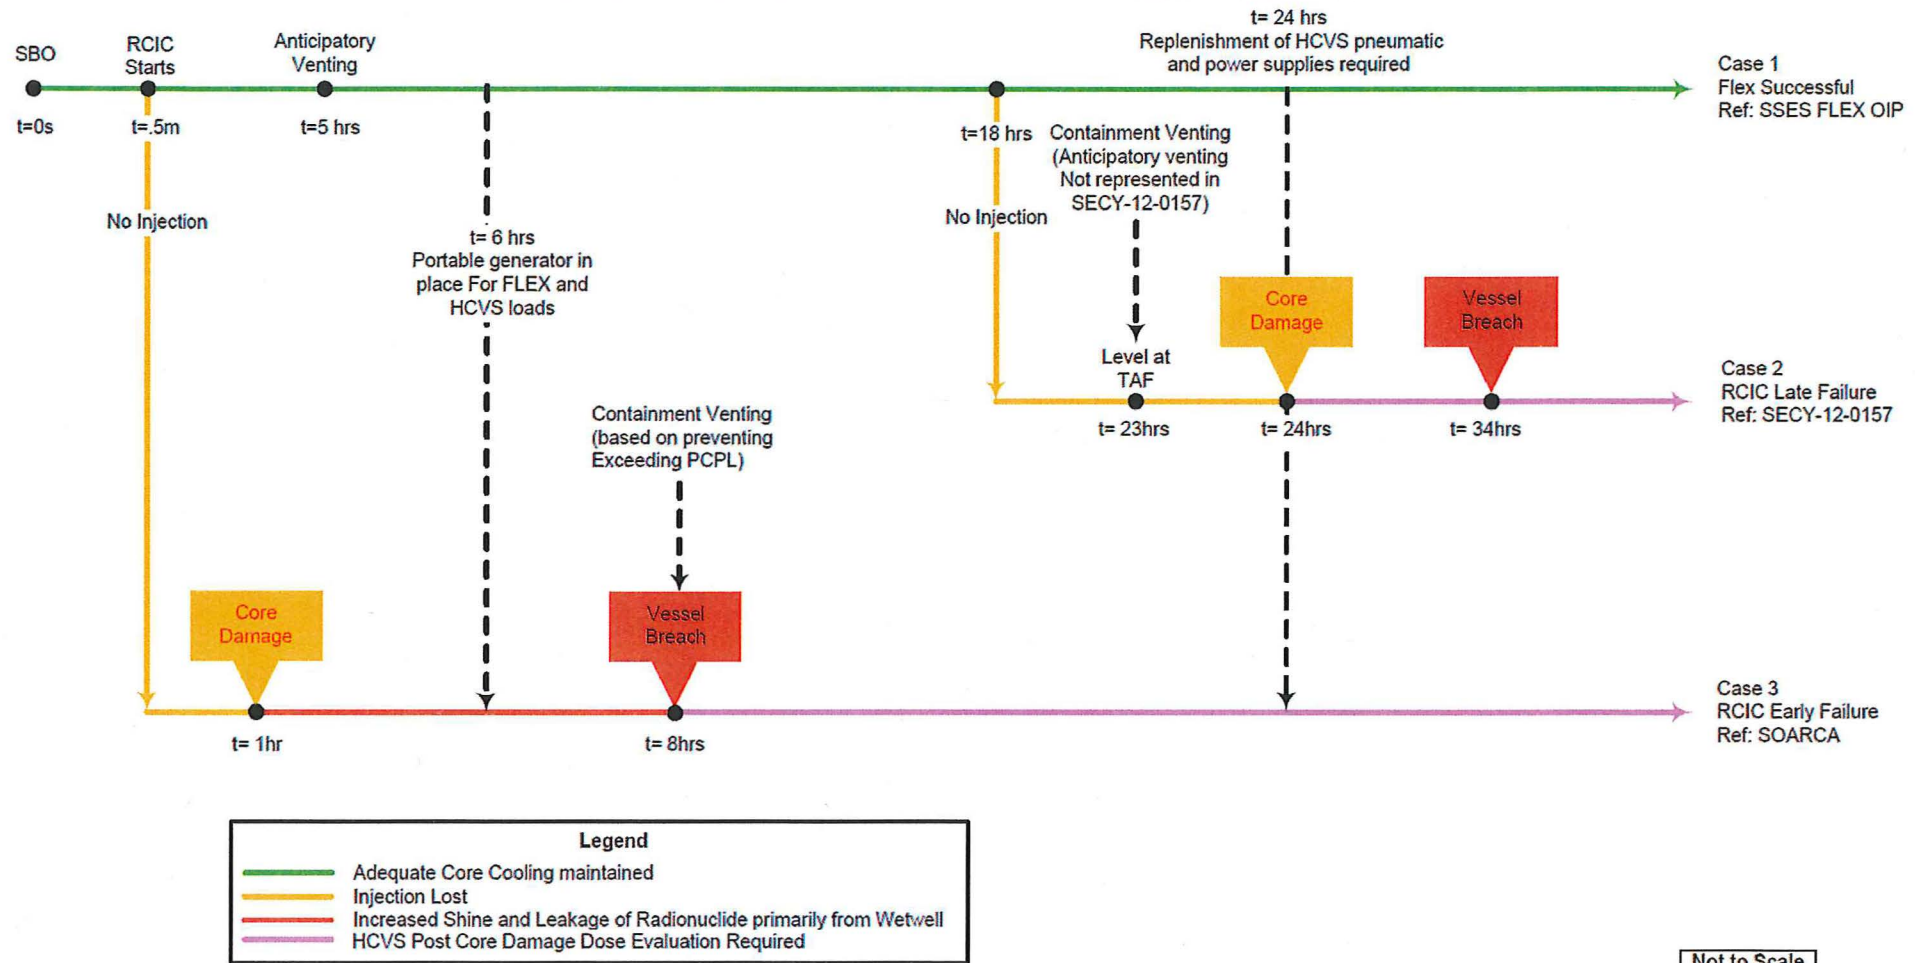 t= 24 hrs
Replenishment of HCVS pneumatic
and power supplies required
SBO
RCIC
Starts
Anticipatory
Venting
Case 1
Flex Successful
Ref: SSES FLEX OIP
t=0s
t=.5m
t=5 hrs
t=18 hrs
Containment Venting
(Anticipatory venting
Not represented in
SECY-12-0157)
No Injection
No Injection
t= 6 hrs
Portable generator in
place For FLEX and
HCVS loads
Core
Damage
Vessel
Breach
Level at
TAF
Case 2
RCIC Late Failure
Ref: SECY-12-0157
t= 23hrs
t= 24hrs
t= 34hrs
Containment Venting
(based on preventing
Exceeding PCPL)
Core
Damage
Vessel
Breach
Case 3
RCIC Early Failure
Ref: SOARCA
t= 1hr
t= 8hrs
Legend
Adequate Core Cooling maintained
Injection Lost
Increased Shine and Leakage of Radionuclide primarily from Wetwell
HCVS Post Core Damage Dose Evaluation Required
Not to Scale